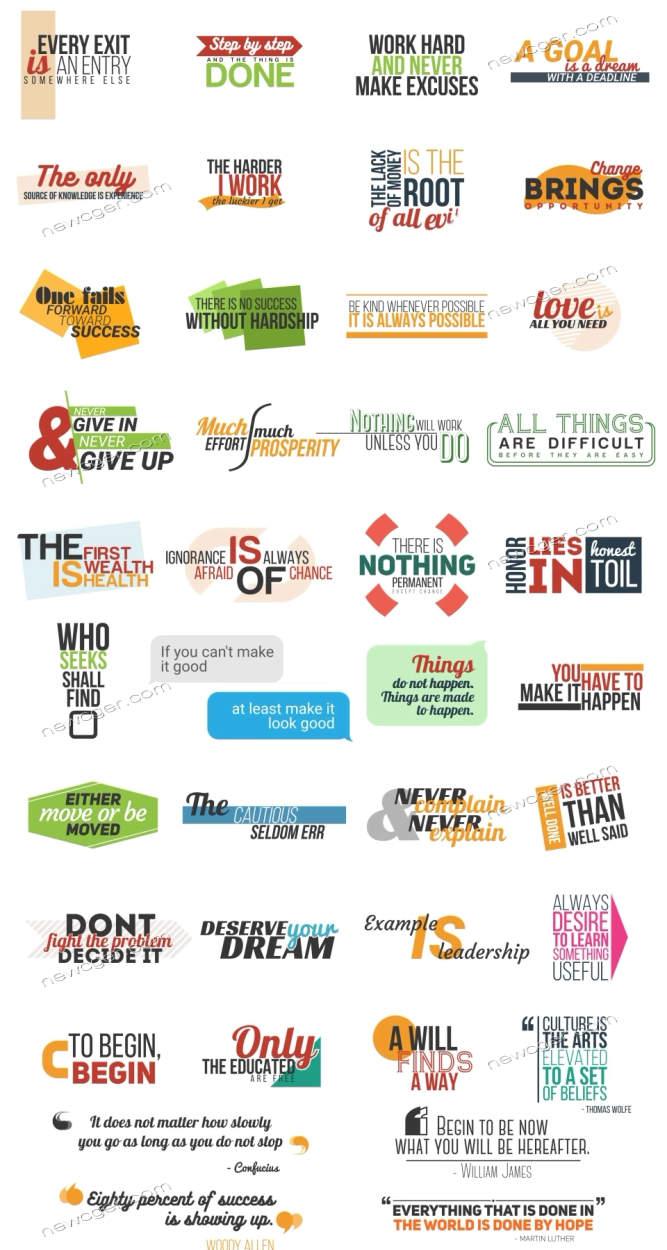 EVERY EXIT
is AN ENTRY
SOMEWHERE ELSE
Step by step
AND THE THING IS
DONE
WORK HARD
AND NEVER
MAKE EXCUSES
A GOAL
is a dream
WITH A DEADLINE
newcger.com
The only
SOURCE OF KNOWLEDGE IS EXPERIENCE
newcger.com
THE HARDER
I WORK
the luckier I get
THE LACK
OF MONEY
IS THE
ROOT
of all evil
Change
BRINGS
OPPORTUNITY
One fails
FORWARD
TOWARD
SUCCESS
THERE IS NO SUCCESS
WITHOUT HARDSHIP
BE KIND WHENEVER POSSIBLE
IT IS ALWAYS POSSIBLE
love is
ALL YOU NEED
newcger.com
&
NEVER
GIVE IN
NEVER
GIVE UP
newcger.com
Much
EFFORT
much
PROSPERITY
NOTHING WILL WORK
UNLESS YOU DO
ALL THINGS
ARE DIFFICULT
BEFORE THEY ARE EASY
THE FIRST
WEALTH
IS HEALTH
IGNORANCE IS ALWAYS
AFRAID OF CHANCE
THERE IS
NOTHING
PERMANENT
EXCEPT CHANGE
HONOR
LIES
IN
honest
TOIL
newcger.com
WHO
SEEKS
SHALL
FIND
newcger.com
If you can't make
it good
at least make it
look good
Things
do not happen.
Things are made
to happen.
YOU HAVE TO
MAKE IT HAPPEN
EITHER
move or be
MOVED
The CAUTIOUS
SELDOM ERR
&
NEVER
complain
NEVER
explain
WELL DONE
IS BETTER
THAN
WELL SAID
newcger.com
DONT
fight the problem
DECIDE IT
newcger.com
DESERVE your
DREAM
Example
IS
leadership
ALWAYS
DESIRE
TO LEARN
SOMETHING
USEFUL
TO BEGIN,
BEGIN
Only
THE EDUCATED
ARE FREE
A WILL
FINDS
A WAY
“ CULTURE IS
THE ARTS
ELEVATED
TO A SET
OF BELIEFS
- THOMAS WOLFE
newcger.com
It does not matter how slowly
you go as long as you do not stop
- Confucius
BEGIN TO BE NOW
WHAT YOU WILL BE HEREAFTER.
- WILLIAM JAMES
“ Eighty percent of success
is showing up. ”
WOODY ALLEN
newcger.com
“ EVERYTHING THAT IS DONE IN ”
THE WORLD IS DONE BY HOPE
- MARTIN LUTHER